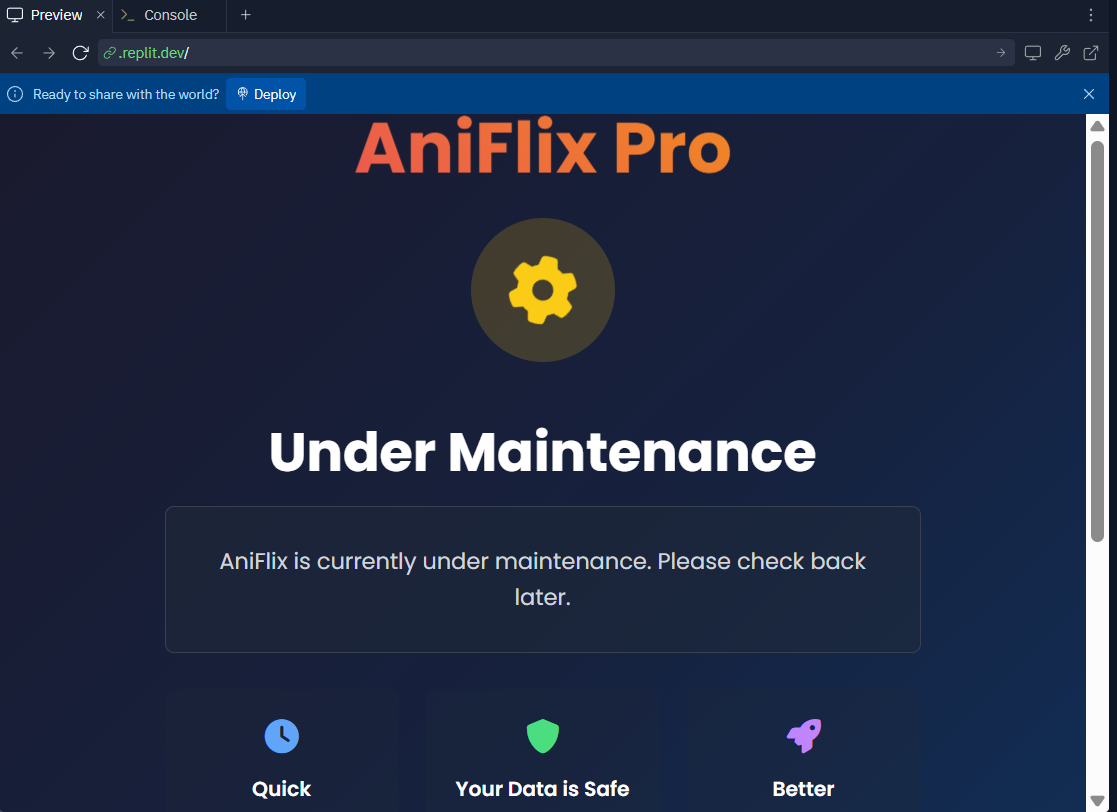 Preview
Console
.replit.dev/
Ready to share with the world?
Deploy
AniFlix Pro
Under Maintenance
AniFlix is currently under maintenance. Please check back
later.
Quick
Your Data is Safe
Better